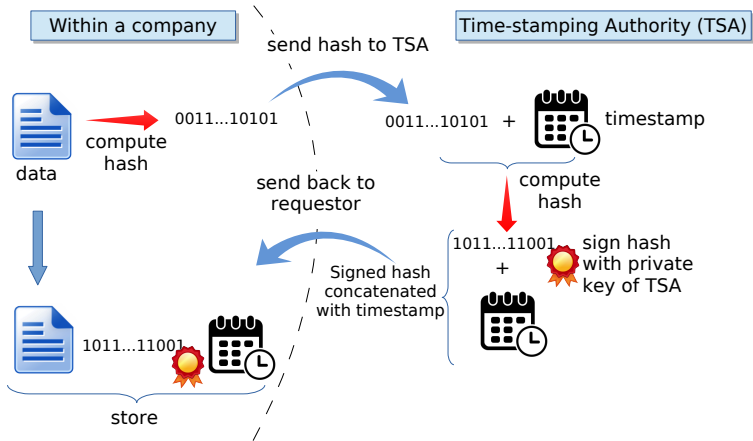 Within a company
Time-stamping Authority (TSA)
send hash to TSA
0011...10101
compute
hash
data
0011...10101
+
timestamp
compute
hash
send back to
requestor
1011...11001
+
sign hash
with private
key of TSA
Signed hash
concatenated
with timestamp
1011...11001
store